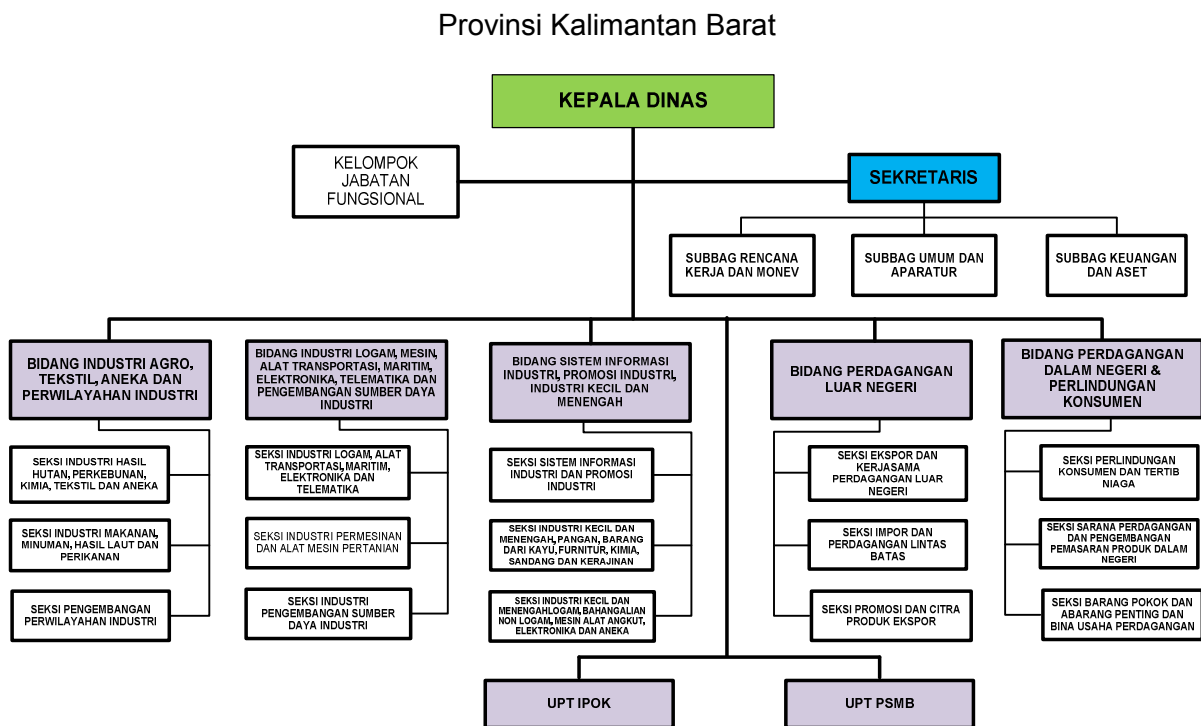 Provinsi Kalimantan Barat
KEPALA DINAS
KELOMPOK
JABATAN
FUNGSIONAL
SEKRETARIS
SUBBAG RENCANA
KERJA DAN MONEV
SUBBAG UMUM DAN
APARATUR
SUBBAG KEUANGAN
DAN ASET
BIDANG INDUSTRI AGRO,
TEKSTIL, ANEKA DAN
PERWILAYAHAN INDUSTRI
SEKSI INDUSTRI HASIL
HUTAN, PERKEBUNAN,
KIMIA, TEKSTIL DAN ANEKA
SEKSI INDUSTRI MAKANAN,
MINUMAN, HASIL LAUT DAN
PERIKANAN
SEKSI PENGEMBANGAN
PERWILAYAHAN INDUSTRI
BIDANG INDUSTRI LOGAM, MESIN,
ALAT TRANSPORTASI, MARITIM,
ELEKTRONIKA, TELEMATIKA DAN
PENGEMBANGAN SUMBER DAYA
INDUSTRI
SEKSI INDUSTRI LOGAM, ALAT
TRANSPORTASI, MARITIM,
ELEKTRONIKA DAN
TELEMATIKA
SEKSI INDUSTRI PERMESINAN
DAN ALAT MESIN PERTANIAN
SEKSI INDUSTRI
PENGEMBANGAN SUMBER
DAYA INDUSTRI
BIDANG SISTEM INFORMASI
INDUSTRI, PROMOSI INDUSTRI,
INDUSTRI KECIL DAN
MENENGAH
SEKSI SISTEM INFORMASI
INDUSTRI DAN PROMOSI
INDUSTRI
SEKSI INDUSTRI KECIL DAN
MENENGAH, PANGAN, BARANG
DARI KAYU, FURNITUR, KIMIA,
SANDANG DAN KERAJINAN
SEKSI INDUSTRI KECIL DAN
MENENGAHLOGAM, BAHANGALIAN
NON LOGAM, MESIN ALAT ANGKUT,
ELEKTRONIKA DAN ANEKA
BIDANG PERDAGANGAN
LUAR NEGERI
SEKSI EKSPOR DAN
KERJASAMA
PERDAGANGAN LUAR
NEGERI
SEKSI IMPOR DAN
PERDAGANGAN LINTAS
BATAS
SEKSI PROMOSI DAN CITRA
PRODUK EKSPOR
BIDANG PERDAGANGAN
DALAM NEGERI &
PERLINDUNGAN
KONSUMEN
SEKSI PERLINDUNGAN
KONSUMEN DAN TERTIB
NIAGA
SEKSI SARANA PERDAGANGAN
DAN PENGEMBANGAN
PEMASARAN PRODUK DALAM
NEGERI
SEKSI BARANG POKOK DAN
ABARANG PENTING DAN
BINA USAHA PERDAGANGAN
UPT IPOK
UPT PSMB